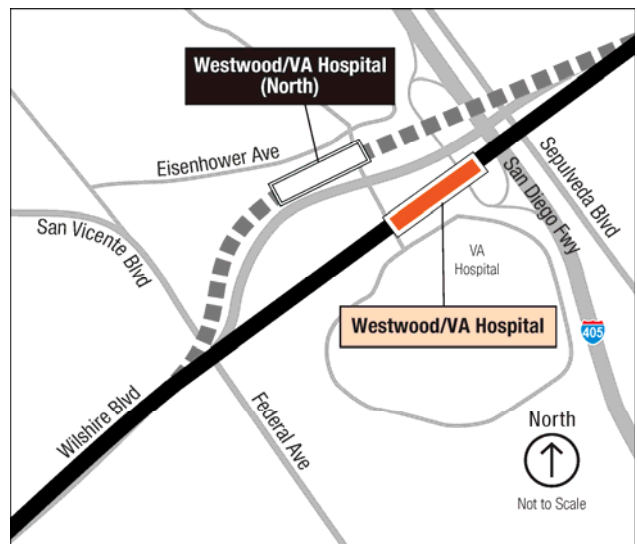 Westwood/VA Hospital
(North)
Eisenhower Ave
San Vicente Blvd
Sepulveda Blvd
San Diego Fwy
VA
Hospital
Westwood/VA Hospital
405
Wilshire Blvd
Federal Ave
North
Not to Scale